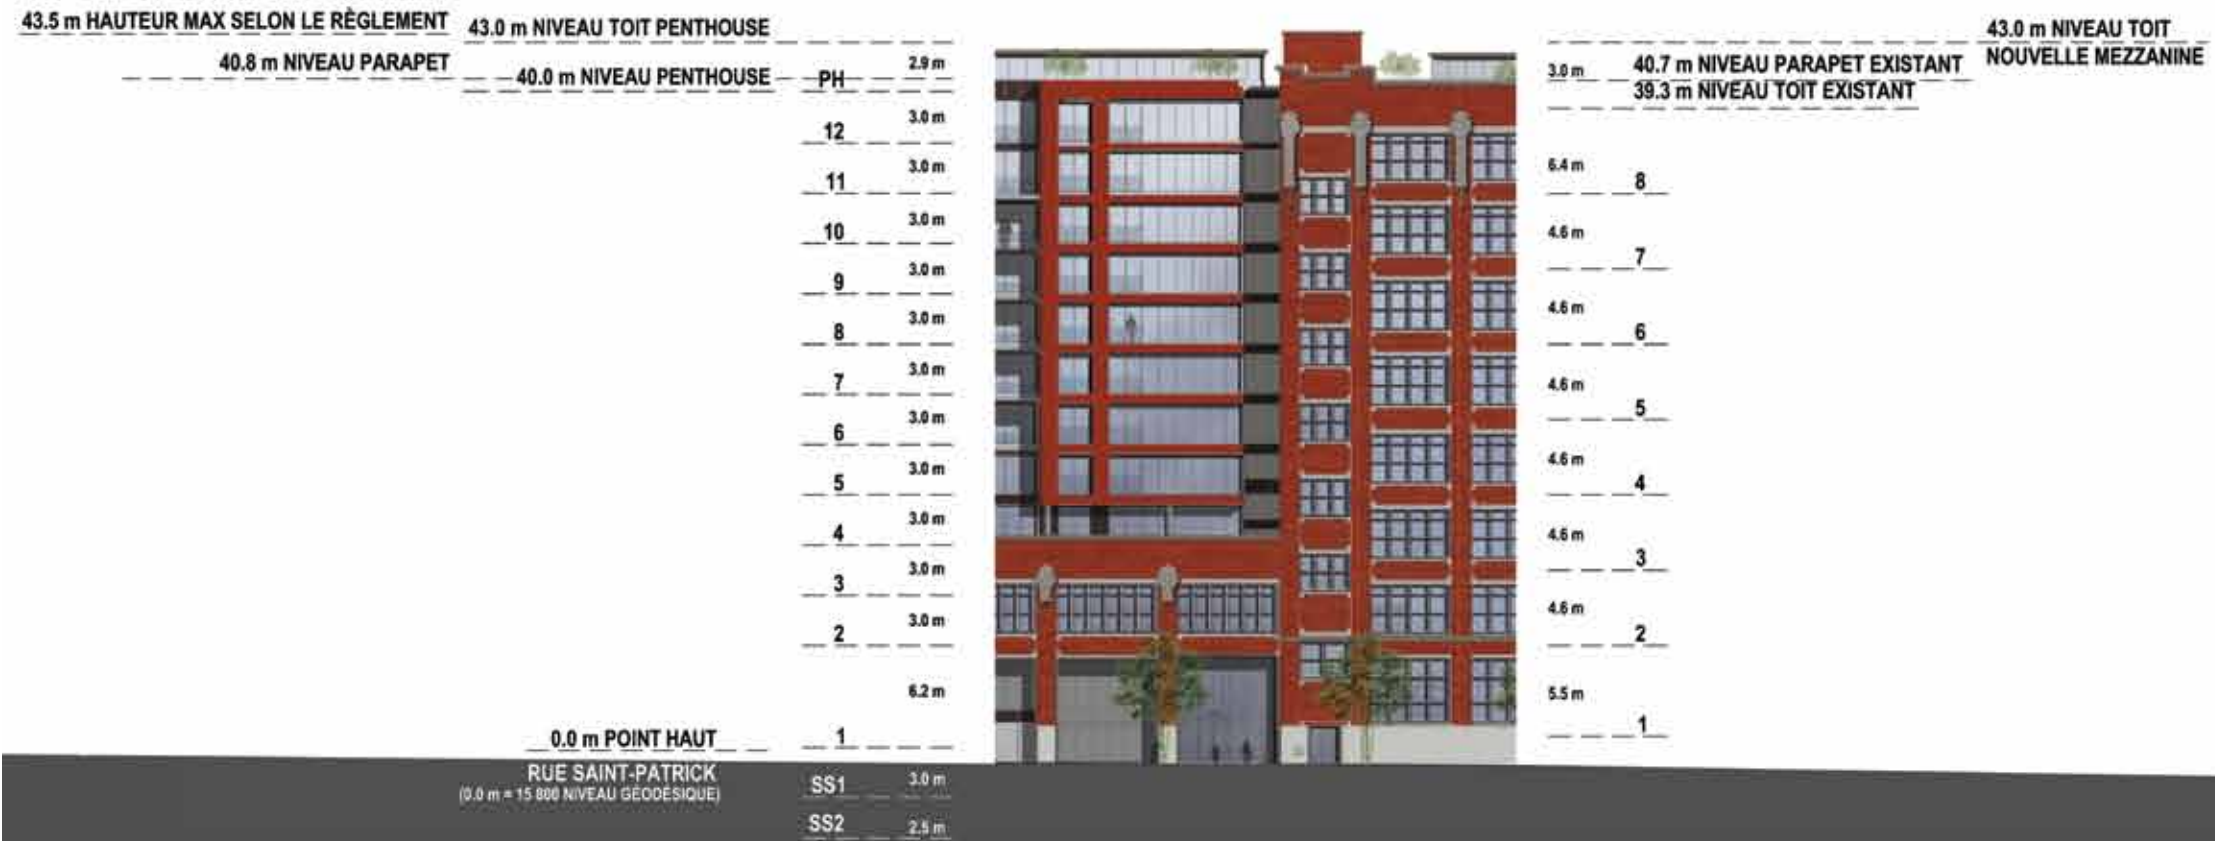 43.5 m HAUTEUR MAX SELON LE RÈGLEMENT
43.0 m NIVEAU TOIT PENTHOUSE
40.8 m NIVEAU PARAPET
40.0 m NIVEAU PENTHOUSE
PH
2.9 m
12
3.0 m
11
3.0 m
10
3.0 m
9
3.0 m
8
3.0 m
7
3.0 m
6
3.0 m
5
3.0 m
4
3.0 m
3
3.0 m
2
3.0 m
1
6.2 m
0.0 m POINT HAUT
RUE SAINT-PATRICK
(0.0 m = 15 800 NIVEAU GÉODÉSIQUE)
SS1
3.0 m
SS2
2.5 m
43.0 m NIVEAU TOIT
NOUVELLE MEZZANINE
3.0 m
40.7 m NIVEAU PARAPET EXISTANT
39.3 m NIVEAU TOIT EXISTANT
6.4 m
8
4.6 m
7
4.6 m
6
4.6 m
5
4.6 m
4
4.6 m
3
4.6 m
2
5.5 m
1